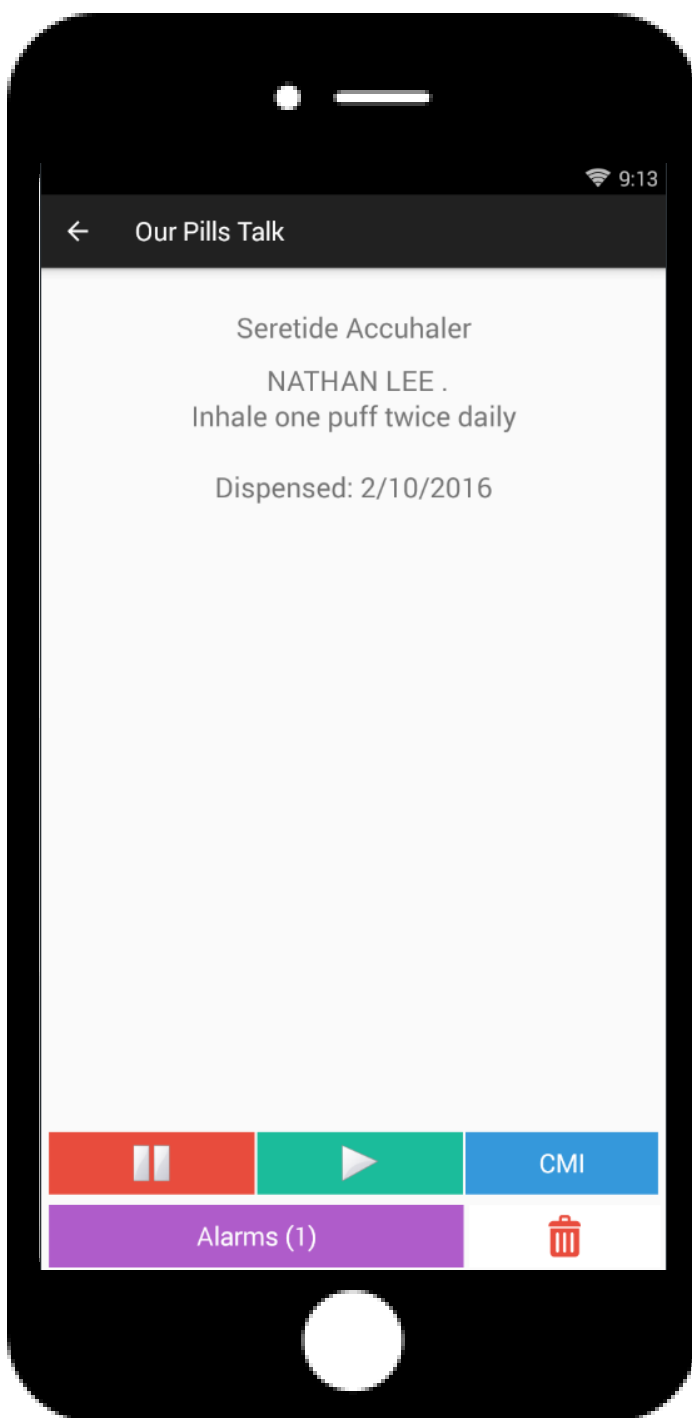 9:13
Our Pills Talk
Seretide Accuhaler
NATHAN LEE .
Inhale one puff twice daily
Dispensed: 2/10/2016
CMI
Alarms (1)